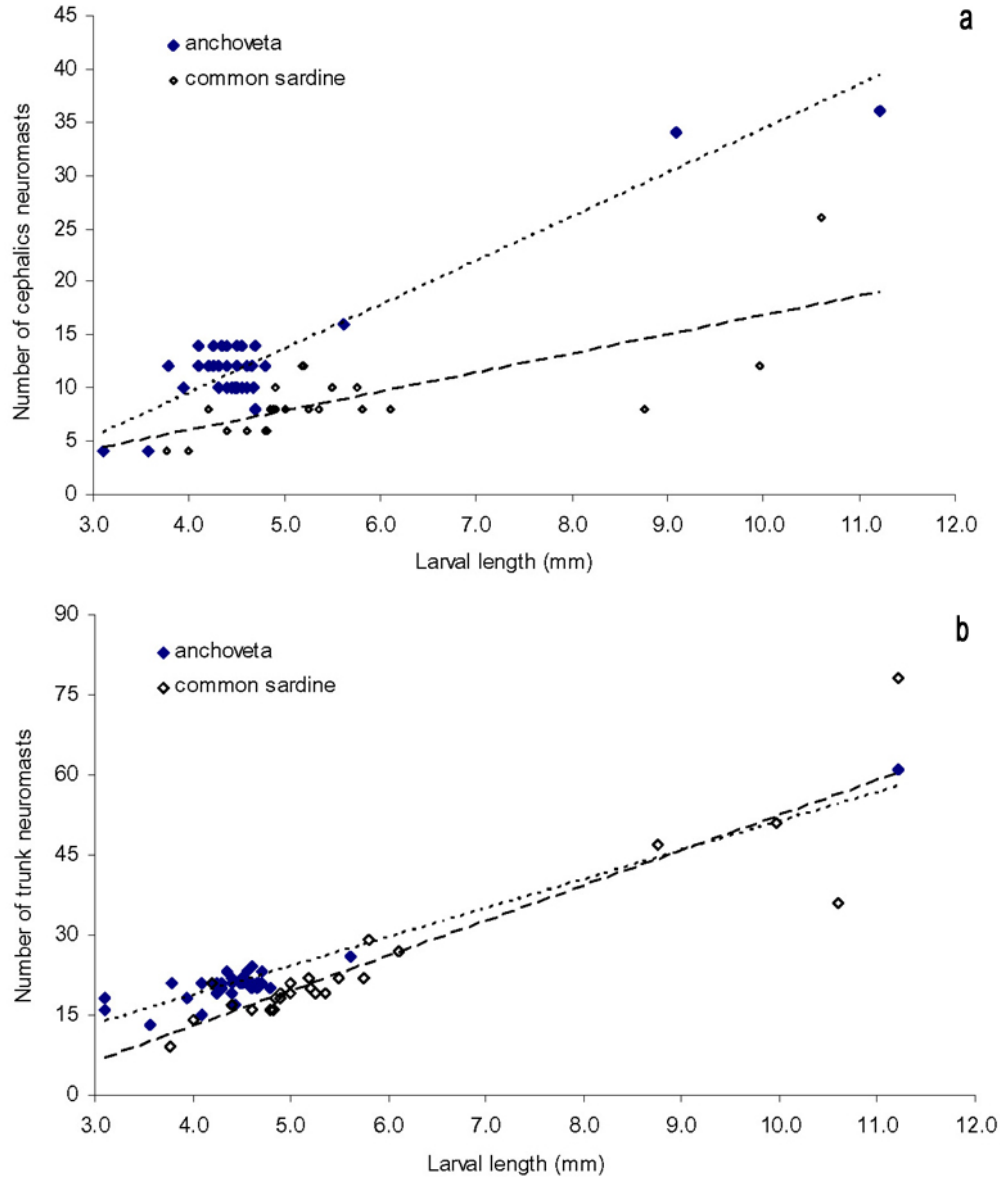 a
45
40
35
30
25
20
15
10
5
0
anchoveta
common sardine
Number of cephalics neuromasts
3.0 4.0 5.0 6.0 7.0 8.0 9.0 10.0 11.0 12.0
Larval length (mm)
b
90
75
60
45
30
15
0
anchoveta
common sardine
Number of trunk neuromasts
3.0 4.0 5.0 6.0 7.0 8.0 9.0 10.0 11.0 12.0
Larval length (mm)